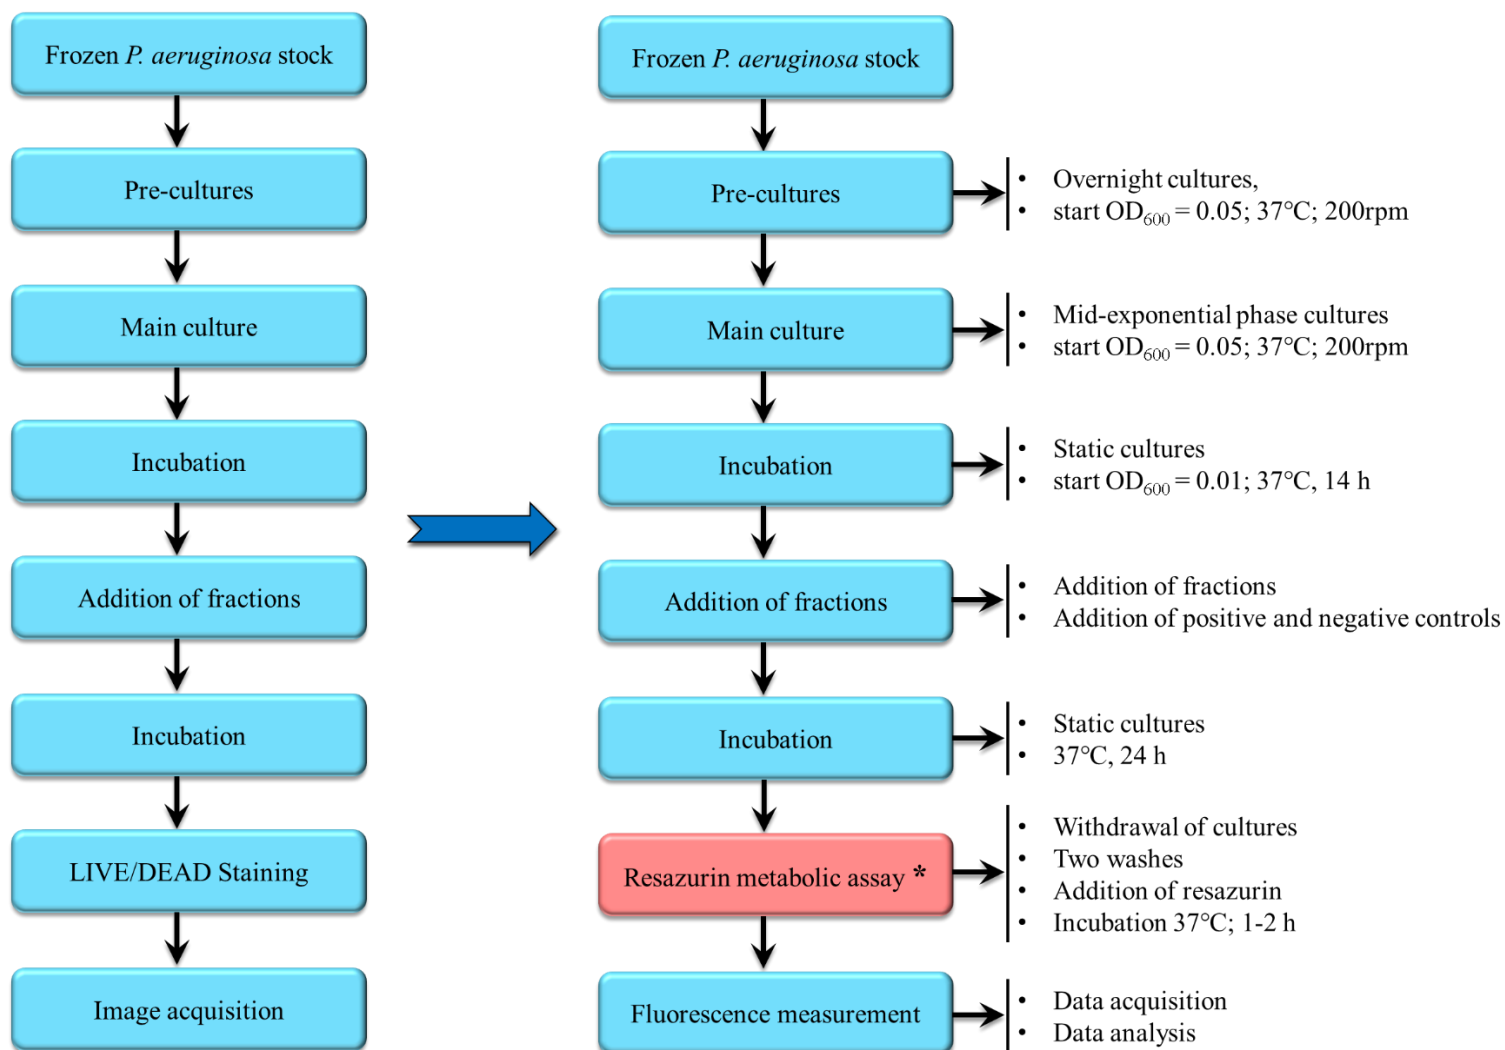 Frozen P. aeruginosa stock
Pre-cultures
Main culture
Incubation
Addition of fractions
Incubation
LIVE/DEAD Staining
Image acquisition
Frozen P. aeruginosa stock
Pre-cultures
• Overnight cultures,
• start OD₆₀₀ = 0.05; 37°C; 200rpm
Main culture
• Mid-exponential phase cultures
• start OD₆₀₀ = 0.05; 37°C; 200rpm
Incubation
• Static cultures
• start OD₆₀₀ = 0.01; 37°C, 14 h
Addition of fractions
• Addition of fractions
• Addition of positive and negative controls
Incubation
• Static cultures
• 37°C, 24 h
Resazurin metabolic assay *
• Withdrawal of cultures
• Two washes
• Addition of resazurin
• Incubation 37°C; 1-2 h
Fluorescence measurement
• Data acquisition
• Data analysis